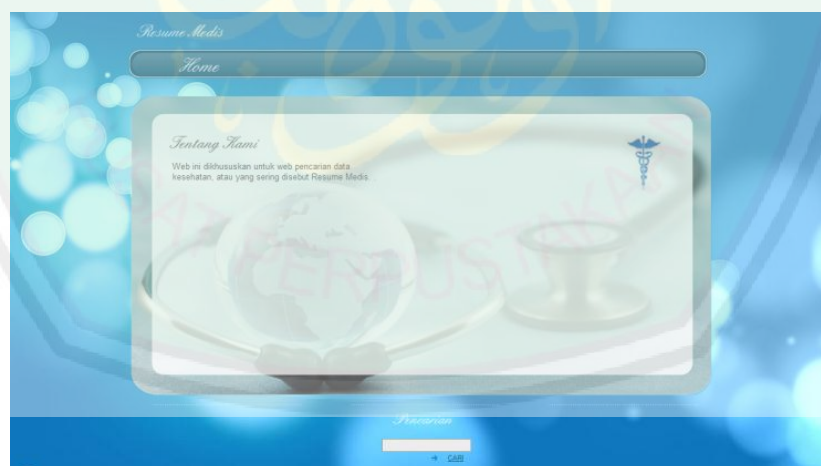 Resume Medis
Home
Tentang Kami
Web ini dikhususkan untuk web pencarian data
kesehatan, atau yang sering disebut Resume Medis.
PERPUSTAKAAN
Pencarian
CARI